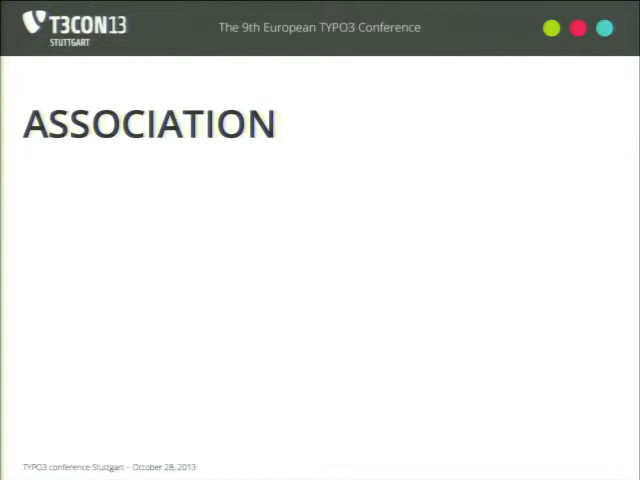 T3CON13
STUTTGART
The 9th European TYPO3 Conference
ASSOCIATION
TYPO3 conference Stuttgart – October 28, 2013